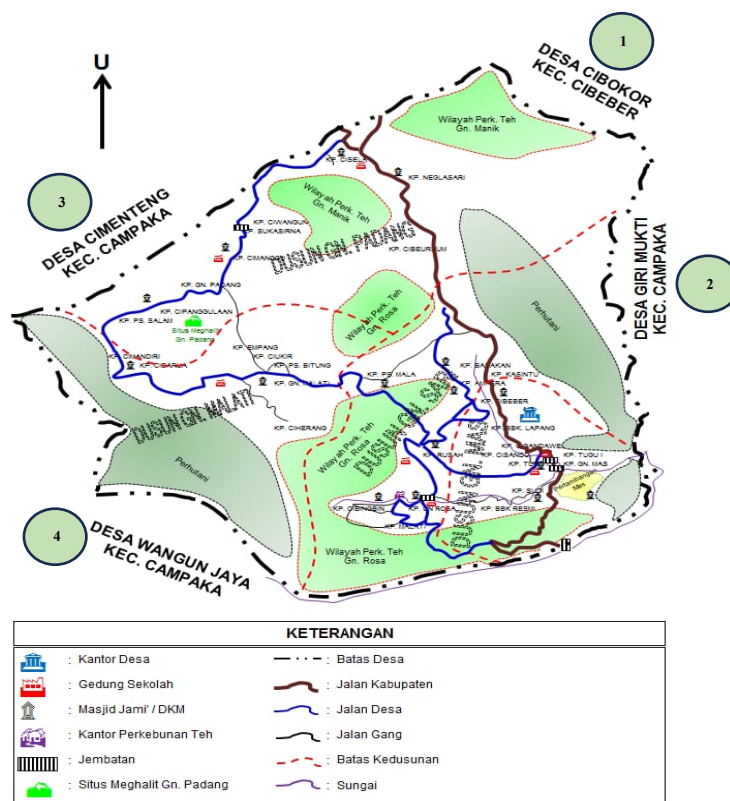 1
DESA CIBOKOR
KEC. CIBEBER
U
Wilayah Perk. Teh
Gn. Manik
KP. CISELA
KP. NEGLASARI
3
DESA CIMENTENG
KEC. CAMPAKA
Wilayah Perk. Teh
Gn. Manik
KP. CIWANGUN
KP. SUKASIRNA
DUSUN GN. PADANG
KP. CIBEUREUM
DESA GIRI MUKTI
KEC. CAMPAKA
2
KP. GN. PADANG
KP. CIPANGGULAAN
KP. PS. SALAM
Situs Meghalit
Gn. Padang
Wilayah Perk. Teh
Gn. Rosa
Perhutani
KP. EMPANG
KP. CIUKIR
KP. CIMANDIRI
KP. PS. BITUNG
KP. PS. MALA
KP. KASINTU
KP. GN. MALATI
KP. CIBEBER
DUSUN GN. MALATI
KP. BBK. LAPANG
KP. CIHERANG
Wilayah Perk. Teh
Gn. Rosa
KP. RUSAH
KP. TUGU I
KP. GN. MAS
Perhutani
Pertambangan
Mas
KP. BBK RESMI
4
DESA WANGUN JAYA
KEC. CAMPAKA
Wilayah Perk. Teh
Gn. Rosa
KETERANGAN
: Kantor Desa
: Batas Desa
: Gedung Sekolah
: Jalan Kabupaten
: Masjid Jami' / DKM
: Jalan Desa
: Kantor Perkebunan Teh
: Jalan Gang
: Jembatan
: Batas Kedusunan
: Situs Meghalit Gn. Padang
: Sungai